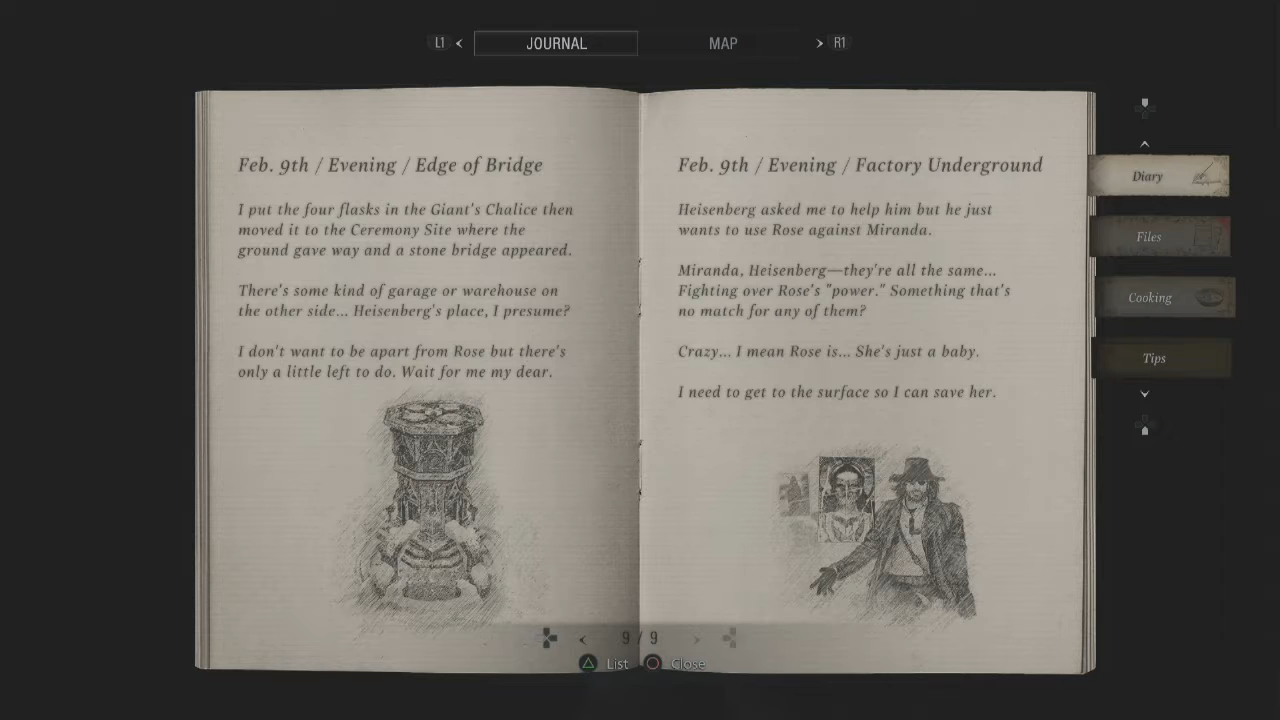 L1
JOURNAL
MAP
R1
Feb. 9th / Evening / Edge of Bridge
I put the four flasks in the Giant's Chalice then
moved it to the Ceremony Site where the
ground gave way and a stone bridge appeared.
There's some kind of garage or warehouse on
the other side... Heisenberg's place, I presume?
I don't want to be apart from Rose but there's
only a little left to do. Wait for me my dear.
Feb. 9th / Evening / Factory Underground
Heisenberg asked me to help him but he just
wants to use Rose against Miranda.
Miranda, Heisenberg—they're all the same...
Fighting over Rose's "power." Something that's
no match for any of them?
Crazy... I mean Rose is... She's just a baby.
I need to get to the surface so I can save her.
Diary
Files
Cooking
Tips
9 / 9
List
Close